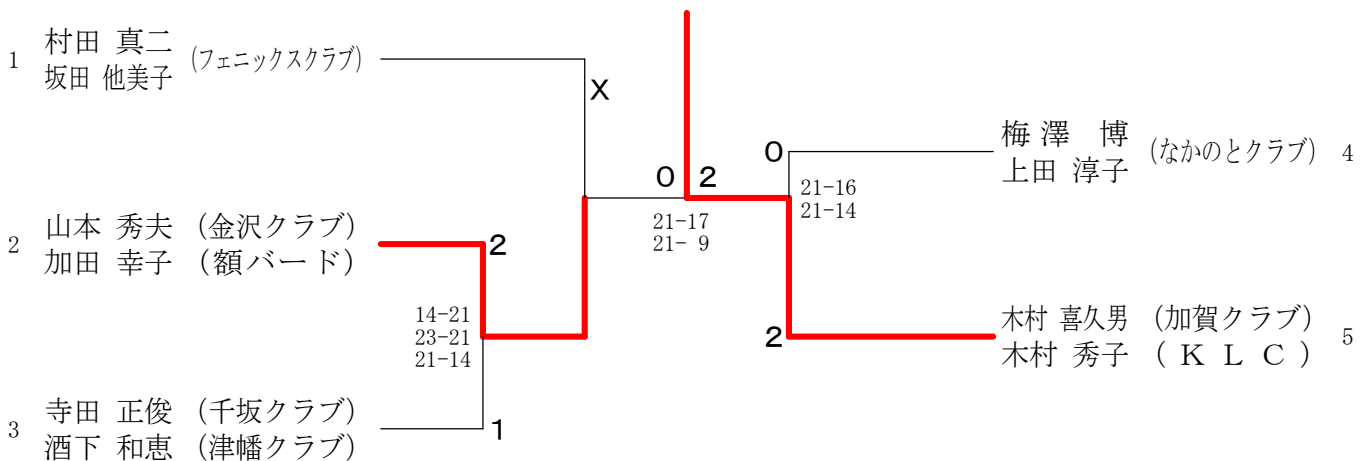 1 村田 真二 (フェニックスクラブ)
坂田 他美子
X
2 山本 秀夫 (金沢クラブ)
加田 幸子 (額バード)
2
14-21
23-21
21-14
3 寺田 正俊 (千坂クラブ)
酒下 和恵 (津幡クラブ)
1
0 2
21-17
21- 9
0
21-16
21-14
2
梅澤 博 (なかのとクラブ) 4
上田 淳子
木村 喜久男 (加賀クラブ) 5
木村 秀子 (KLC)